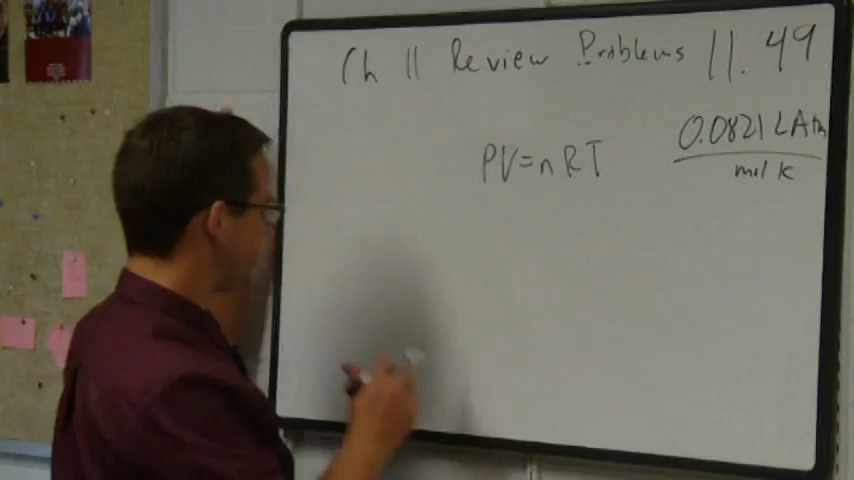 Ch 11 Review Problems 11.49
0.0821 L Atm
PV = nRT
mol K